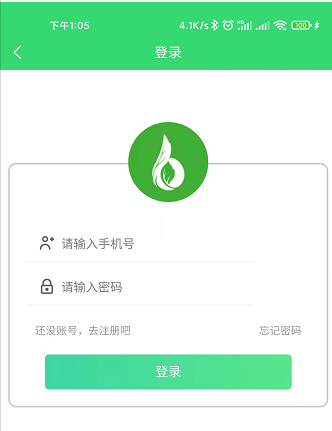 下午1:05
4.1K/s
HD
100
登录
请输入手机号
请输入密码
还没账号，去注册吧
忘记密码
登录